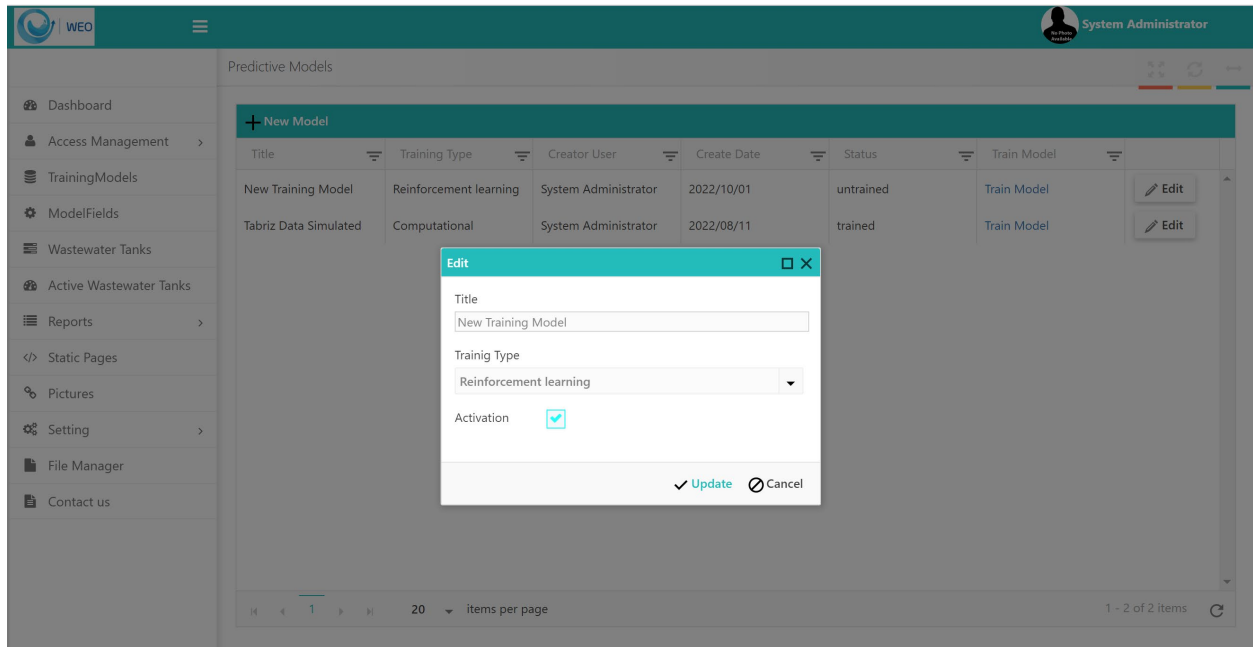 WEO
System Administrator
No Photo
Available
Predictive Models
Dashboard
Access Management
TrainingModels
ModelFields
Wastewater Tanks
Active Wastewater Tanks
Reports
Static Pages
Pictures
Setting
File Manager
Contact us
New Model
Title Training Type Creator User Create Date Status Train Model
New Training Model Reinforcement learning System Administrator 2022/10/01 untrained Train Model Edit
Tabriz Data Simulated Computational System Administrator 2022/08/11 trained Train Model Edit
Edit
Title
New Training Model
Trainig Type
Reinforcement learning
Activation
Update Cancel
1 20 items per page 1 - 2 of 2 items